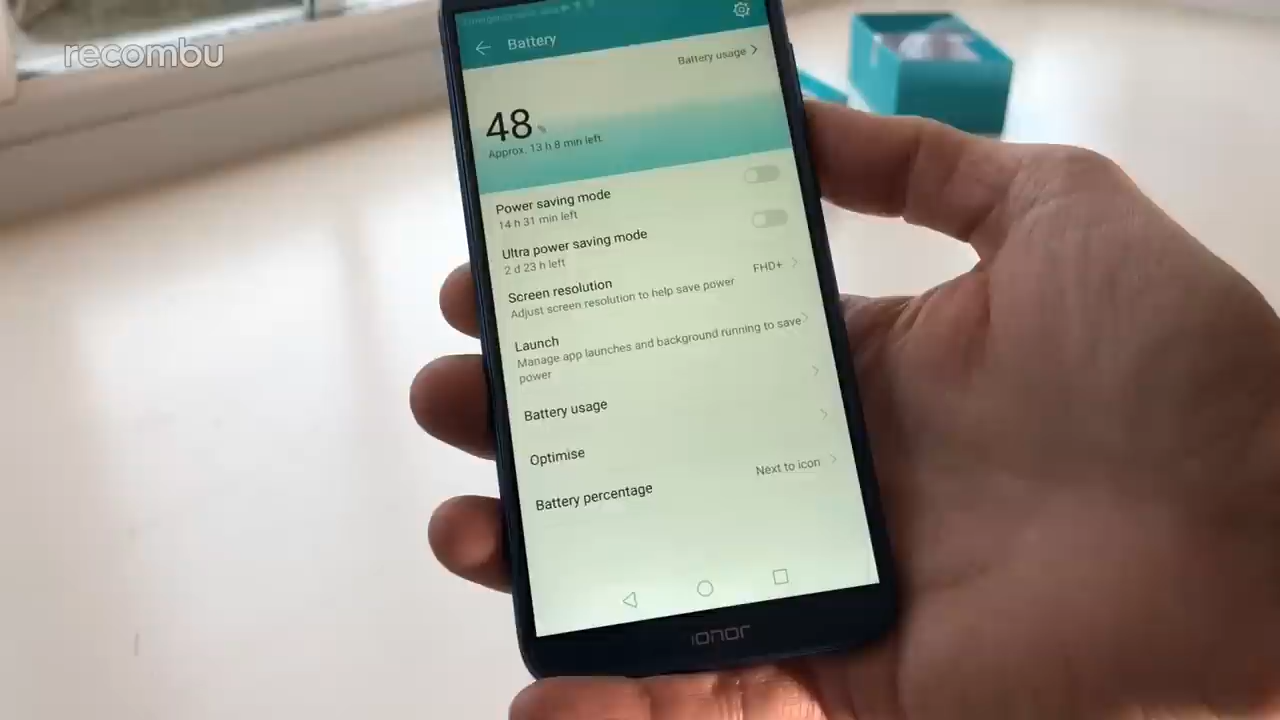 recombu
Battery
Battery usage
48 %
Approx. 13 h 8 min left
Power saving mode
14 h 31 min left
Ultra power saving mode
2 d 23 h left
Screen resolution
FHD+
Adjust screen resolution to help save power
Launch
Manage app launches and background running to save
power
Battery usage
Optimise
Battery percentage
Next to icon
honor